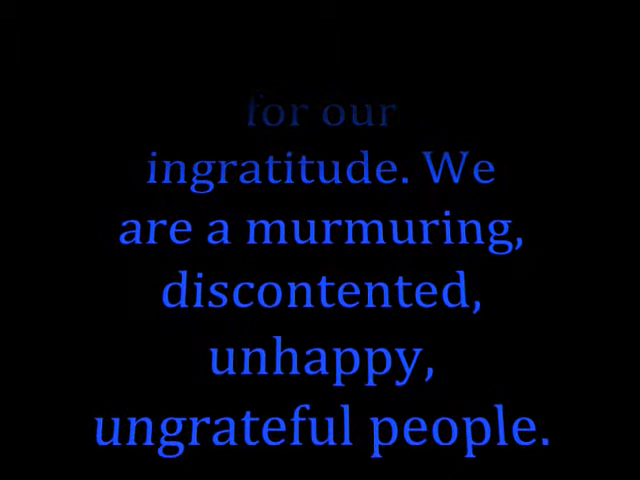 for our
ingratitude. We
are a murmuring,
discontented,
unhappy,
ungrateful people.